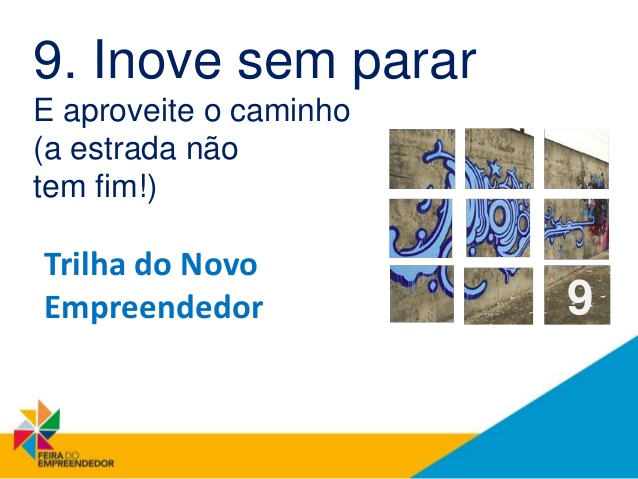 9. Inove sem parar
E aproveite o caminho
(a estrada não
tem fim!)
Trilha do Novo
Empreendedor
9
FEIRA DO
EMPREENDEDOR